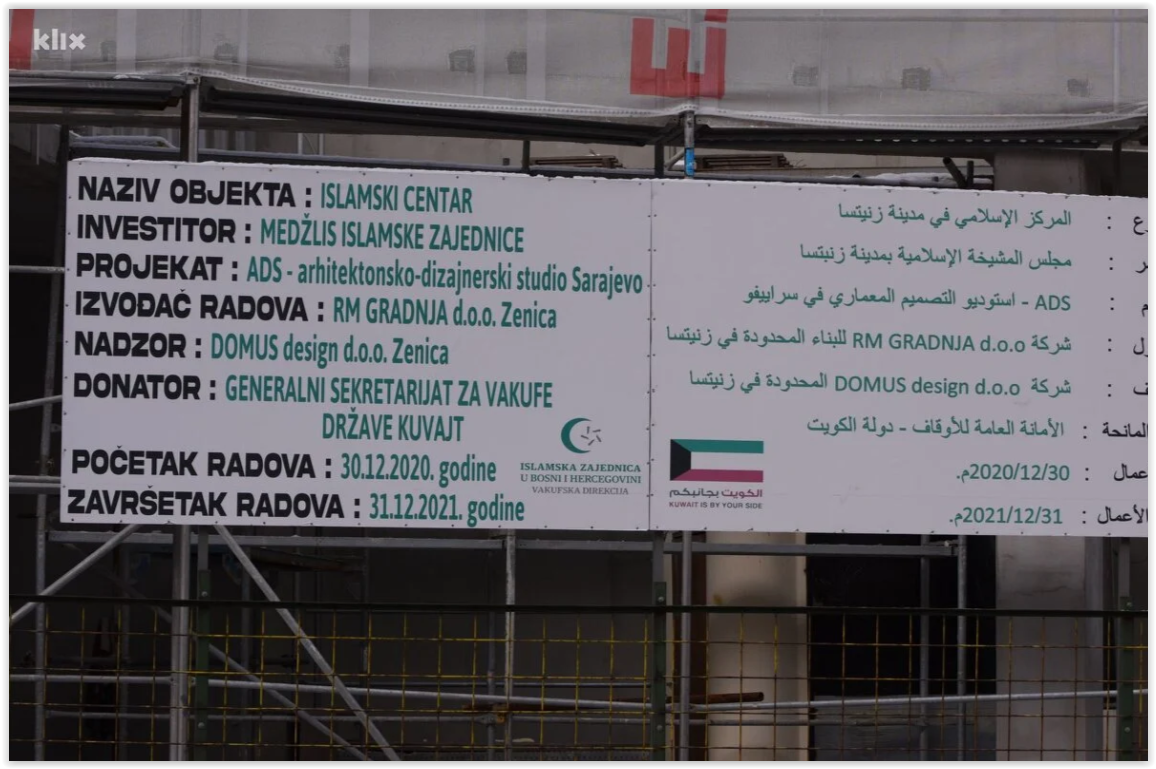 klix
NAZIV OBJEKTA : ISLAMSKI CENTAR
INVESTITOR : MEDŽLIS ISLAMSKE ZAJEDNICE
PROJEKAT : ADS - arhitektonsko-dizajnerski studio Sarajevo
IZVOĐAČ RADOVA : RM GRADNJA d.o.o. Zenica
NADZOR : DOMUS design d.o.o. Zenica
DONATOR : GENERALNI SEKRETARIJAT ZA VAKUFE
DRŽAVE KUVAJT
POČETAK RADOVA : 30.12.2020. godine
ZAVRŠETAK RADOVA : 31.12.2021. godine
ISLAMSKA ZAJEDNICA
U BOSNI I HERCEGOVINI
VAKUFSKA DIREKCIJA
: المركز الإسلامي في مدينة زنيتسا
: مجلس المشيخة الإسلامية بمدينة زنيتسا
: ADS - استوديو التصميم المعماري في سراييفو
: شركة RM GRADNJA d.o.o للبناء المحدودة في زنيتسا
: شركة DOMUS design d.o.o المحدودة في زنيتسا
المانحة : الأمانة العامة للأوقاف - دولة الكويت
: 2020/12/30م.
الأعمال : 2021/12/31م.
الكويت بجانبكم
KUWAIT IS BY YOUR SIDE